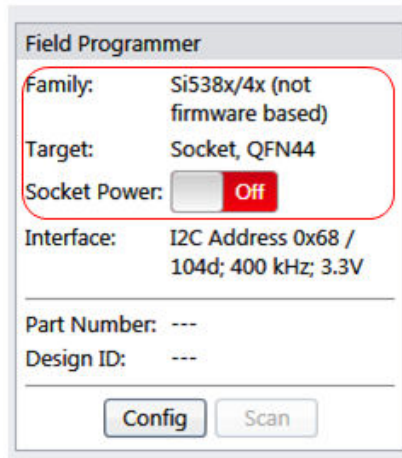 Field Programmer
Family: Si538x/4x (not
firmware based)
Target: Socket, QFN44
Socket Power: Off
Interface: I2C Address 0x68 /
104d; 400 kHz; 3.3V
Part Number: ---
Design ID: ---
Config Scan